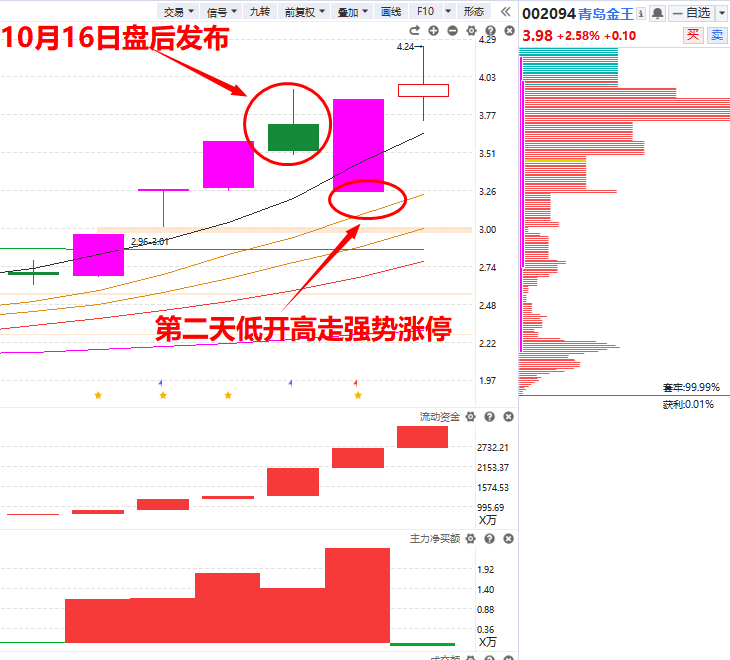 交易 信号 九转 前复权 叠加 画线 F10 形态
002094 青岛金王 自选
3.98 +2.58% +0.10 买 卖
10月16日盘后发布
4.24
4.29
4.03
3.77
3.51
3.26
3.00
2.96-3.01
2.74
2.48
第二天低开高走强势涨停
2.22
1.97
套牢:99.99%
获利:0.01%
流动资金
2732.21
2153.37
1574.53
995.69
X万
主力净买额
1.92
1.40
0.88
0.36
X万
成交额